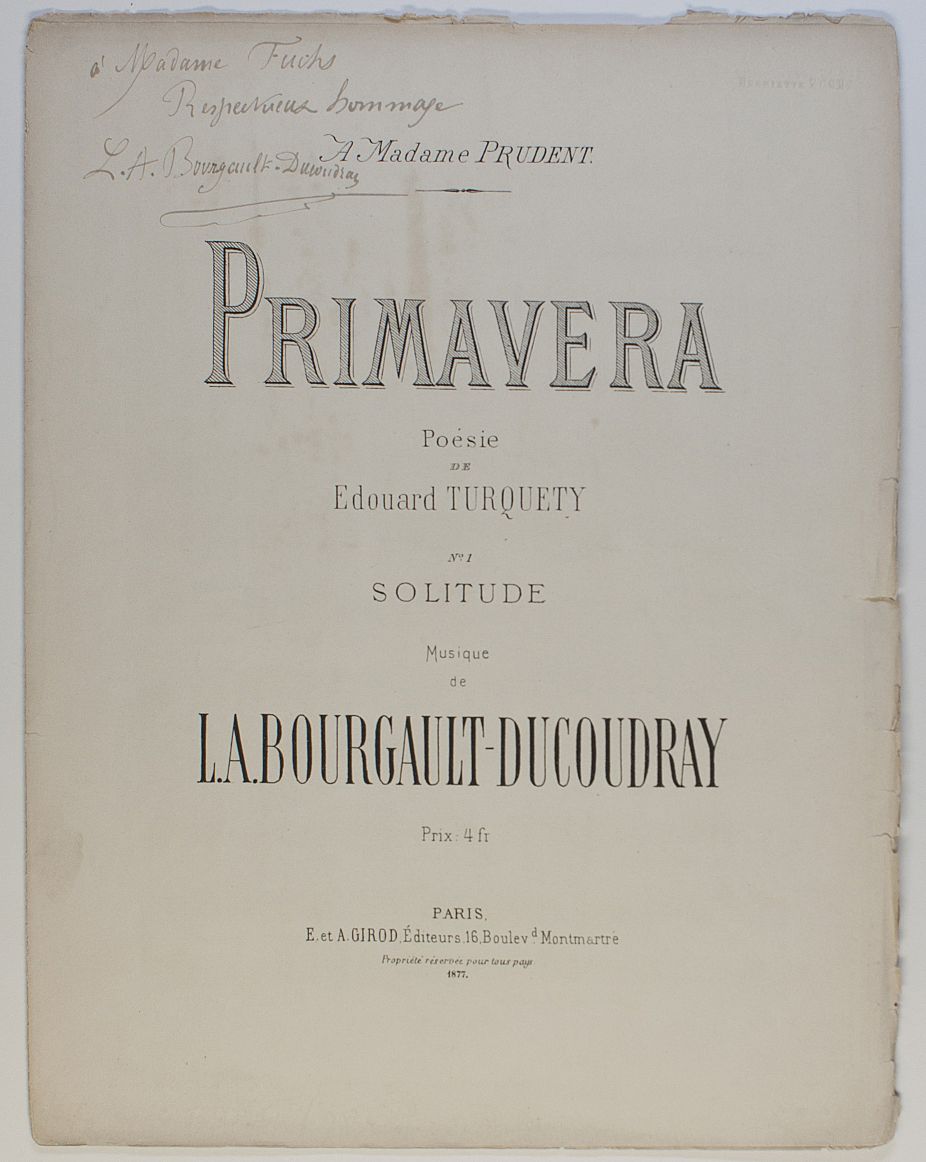 à Madame Fuchs
Respectueux hommage
L. A. Bourgault-Ducoudray
A Madame PRUDENT.
PRIMAVERA
Poésie
DE
Edouard TURQUETY
No. 1
SOLITUDE
Musique
de
L.A.BOURGAULT-DUCOUDRAY
Prix: 4 fr
PARIS,
E. et A. GIROD, Éditeurs, 16, Boulevd. Montmartre
Propriété réservée pour tous pays
1877.